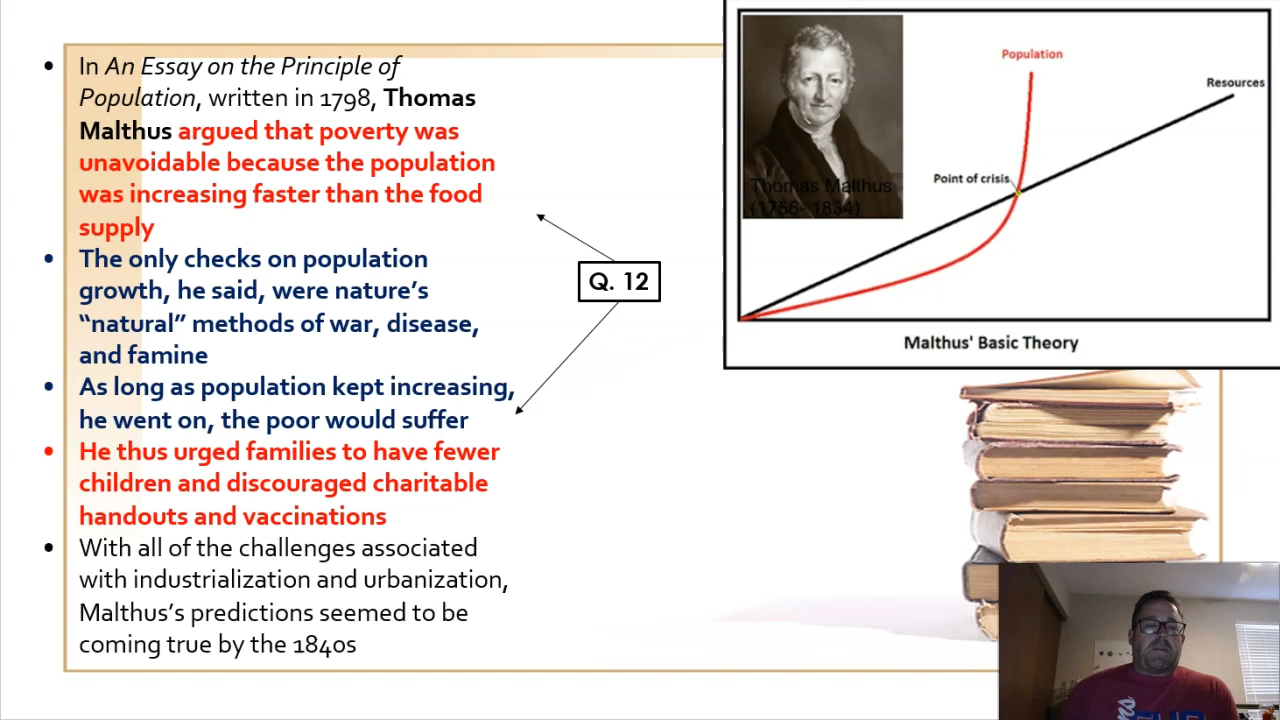 In An Essay on the Principle of
Population, written in 1798, Thomas
Malthus argued that poverty was
unavoidable because the population
was increasing faster than the food
supply
The only checks on population
growth, he said, were nature's
“natural” methods of war, disease,
and famine
As long as population kept increasing,
he went on, the poor would suffer
He thus urged families to have fewer
children and discouraged charitable
handouts and vaccinations
With all of the challenges associated
with industrialization and urbanization,
Malthus's predictions seemed to be
coming true by the 1840s
Q. 12
Thomas Malthus
(1766- 1834)
Population
Resources
Point of crisis
Malthus' Basic Theory